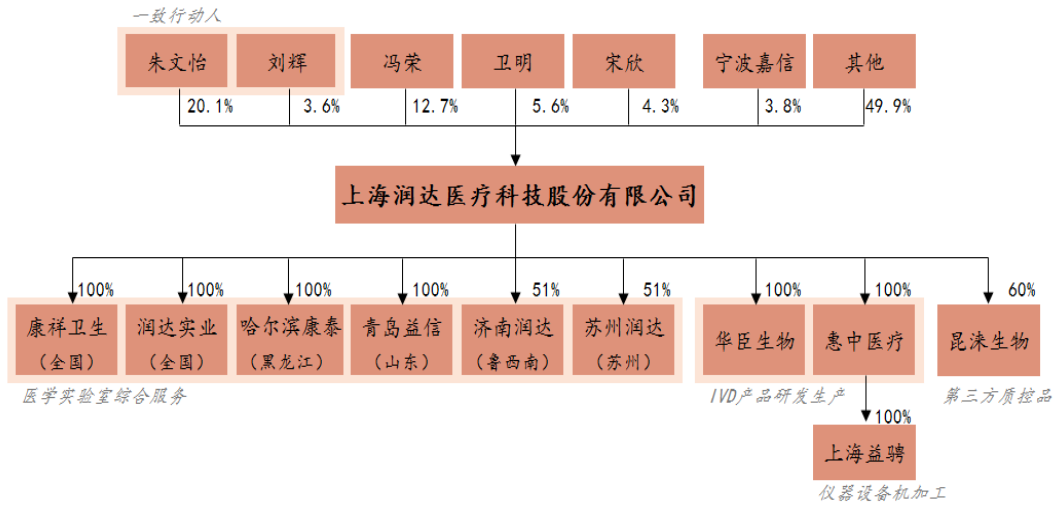 一致行动人
朱文怡 刘辉 冯荣 卫明 宋欣 宁波嘉信 其他
20.1% 3.6% 12.7% 5.6% 4.3% 3.8% 49.9%
上海润达医疗科技股份有限公司
100% 100% 100% 100% 51% 51% 100% 100% 60%
康祥卫生 润达实业 哈尔滨康泰 青岛益信 济南润达 苏州润达 华臣生物 惠中医疗 昆涞生物
（全国） （全国） （黑龙江） （山东） （鲁西南） （苏州）
医学实验室综合服务 IVD产品研发生产 第三方质控品
100%
上海益骋
仪器设备机加工